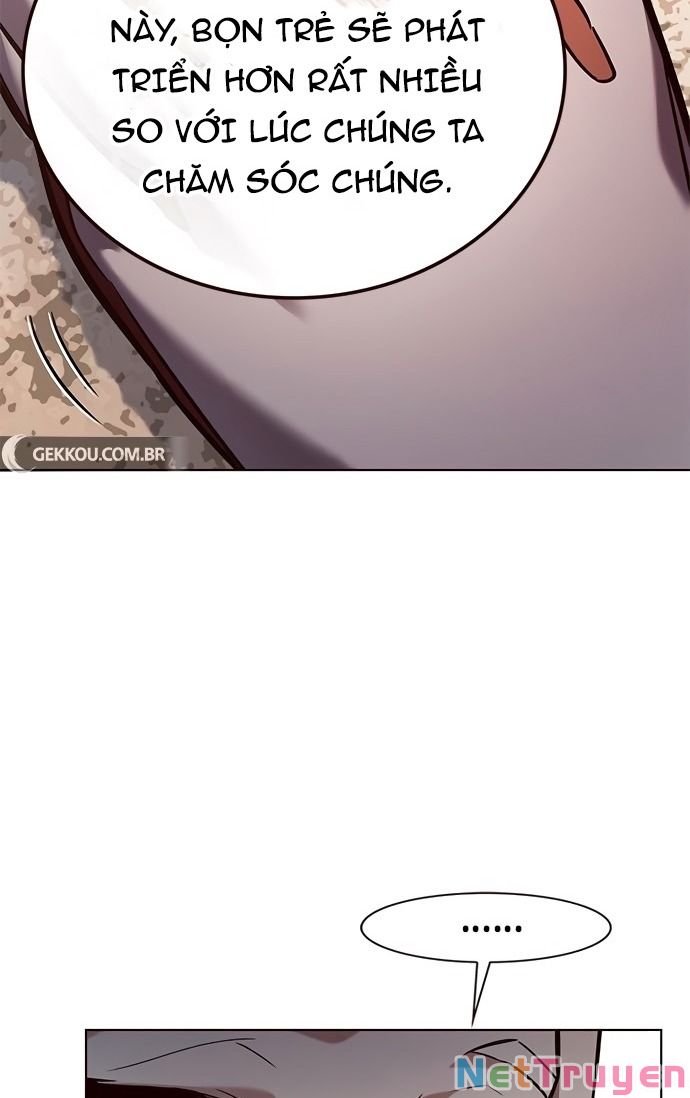 NÀY, BỌN TRẺ SẼ PHÁT
TRIỂN HƠN RẤT NHIỀU
SO VỚI LÚC CHÚNG TA
CHĂM SÓC CHÚNG.
GEKKOU.COM.BR
......
NetTruyen